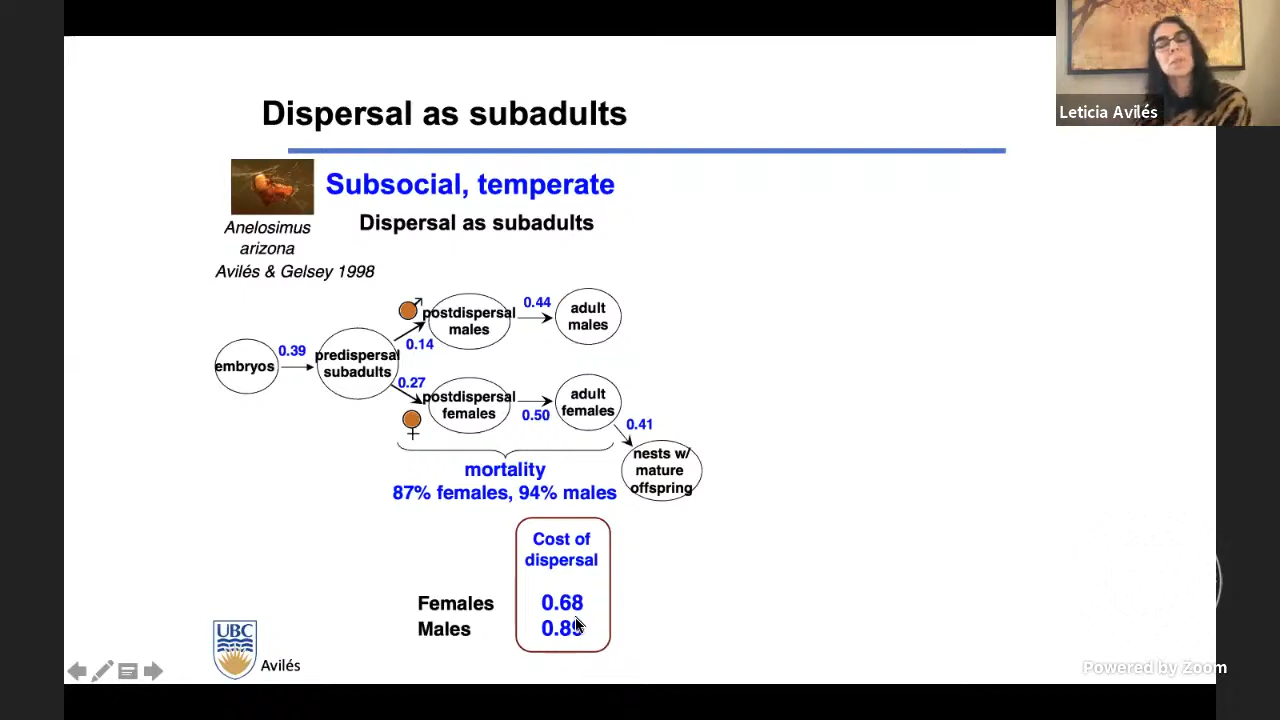 Dispersal as subadults
Leticia Avilés
Subsocial, temperate
Dispersal as subadults
Anelosimus
arizona
Avilés & Gelsey 1998
embryos
0.39
predispersal
subadults
0.14
postdispersal
males
0.44
adult
males
0.27
postdispersal
females
0.50
adult
females
0.41
nests w/
mature
offspring
mortality
87% females, 94% males
Cost of
dispersal
Females 0.68
Males
UBC
Avilés
Powered by Zoom